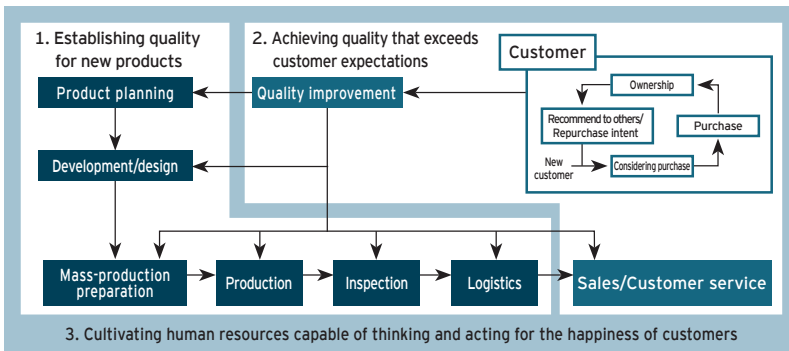 1. Establishing quality
for new products
2. Achieving quality that exceeds
customer expectations
Customer
Product planning
Quality improvement
Ownership
Recommend to others/
Repurchase intent
Purchase
New
customer
Considering purchase
Development/design
Mass-production
preparation
Production
Inspection
Logistics
Sales/Customer service
3. Cultivating human resources capable of thinking and acting for the happiness of customers